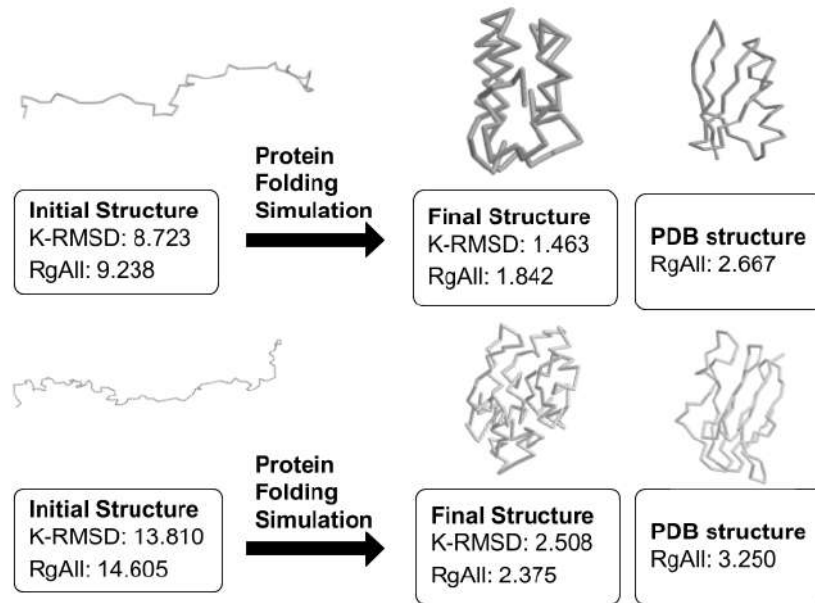 Protein
Folding
Simulation
Initial Structure
K-RMSD: 8.723
RgAll: 9.238
Final Structure
K-RMSD: 1.463
RgAll: 1.842
PDB structure
RgAll: 2.667
Protein
Folding
Simulation
Initial Structure
K-RMSD: 13.810
RgAll: 14.605
Final Structure
K-RMSD: 2.508
RgAll: 2.375
PDB structure
RgAll: 3.250